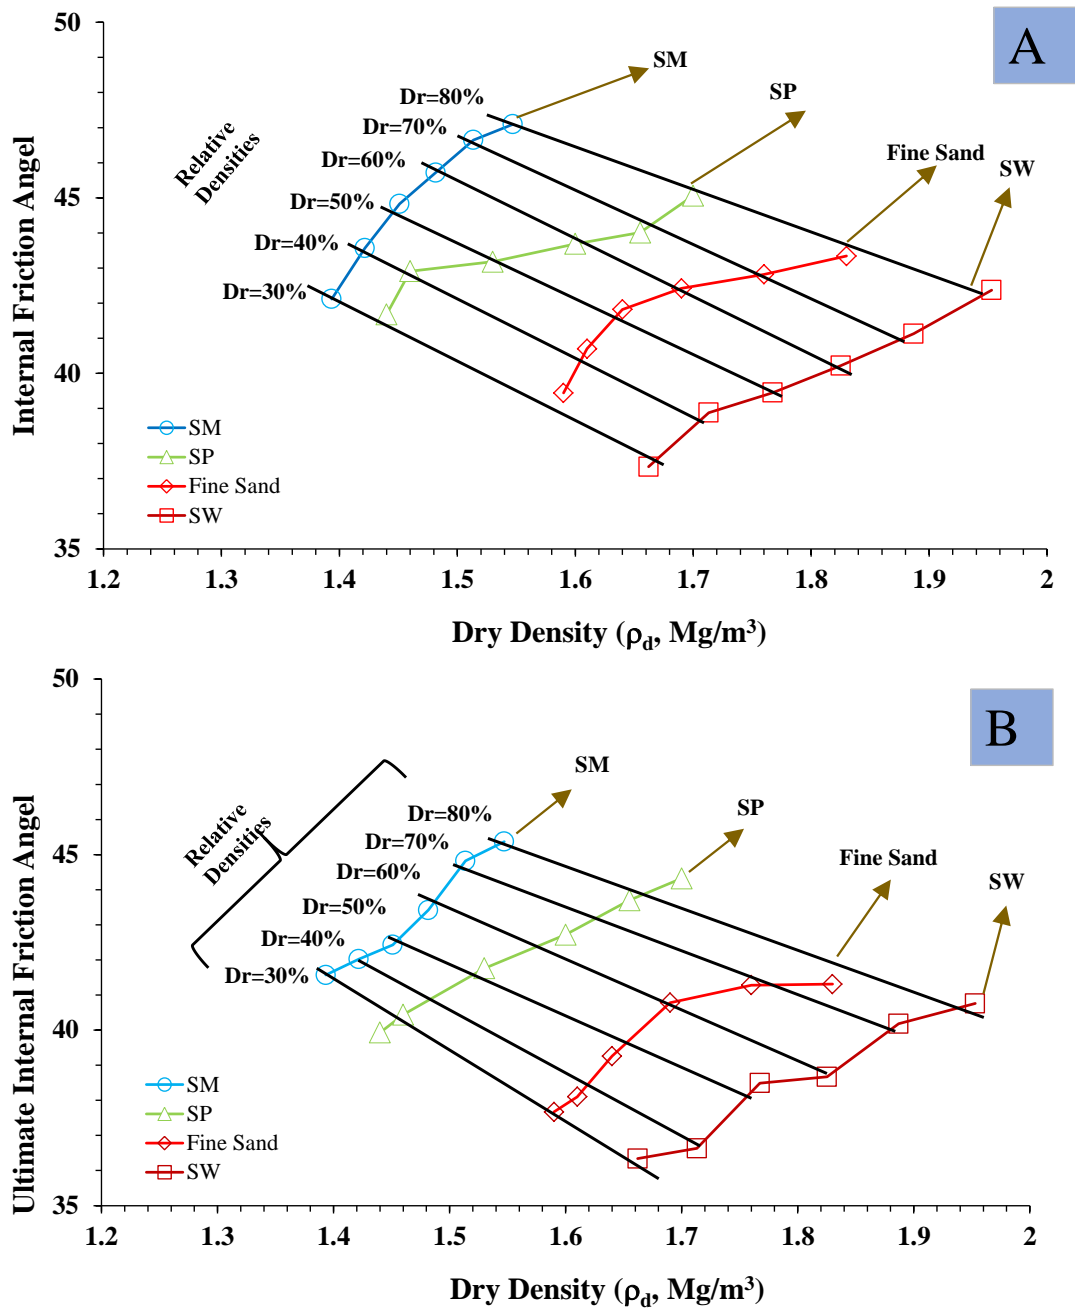 A
50
45
40
35
Internal Friction Angel
Relative
Densities
Dr=80%
Dr=70%
Dr=60%
Dr=50%
Dr=40%
Dr=30%
SM
SP
Fine Sand
SW
SM
SP
Fine Sand
SW
1.2 1.3 1.4 1.5 1.6 1.7 1.8 1.9 2
Dry Density (ρd, Mg/m³)
B
50
45
40
35
Ultimate Internal Friction Angel
Relative
Densities
Dr=80%
Dr=70%
Dr=60%
Dr=50%
Dr=40%
Dr=30%
SM
SP
Fine Sand
SW
SM
SP
Fine Sand
SW
1.2 1.3 1.4 1.5 1.6 1.7 1.8 1.9 2
Dry Density (ρd, Mg/m³)